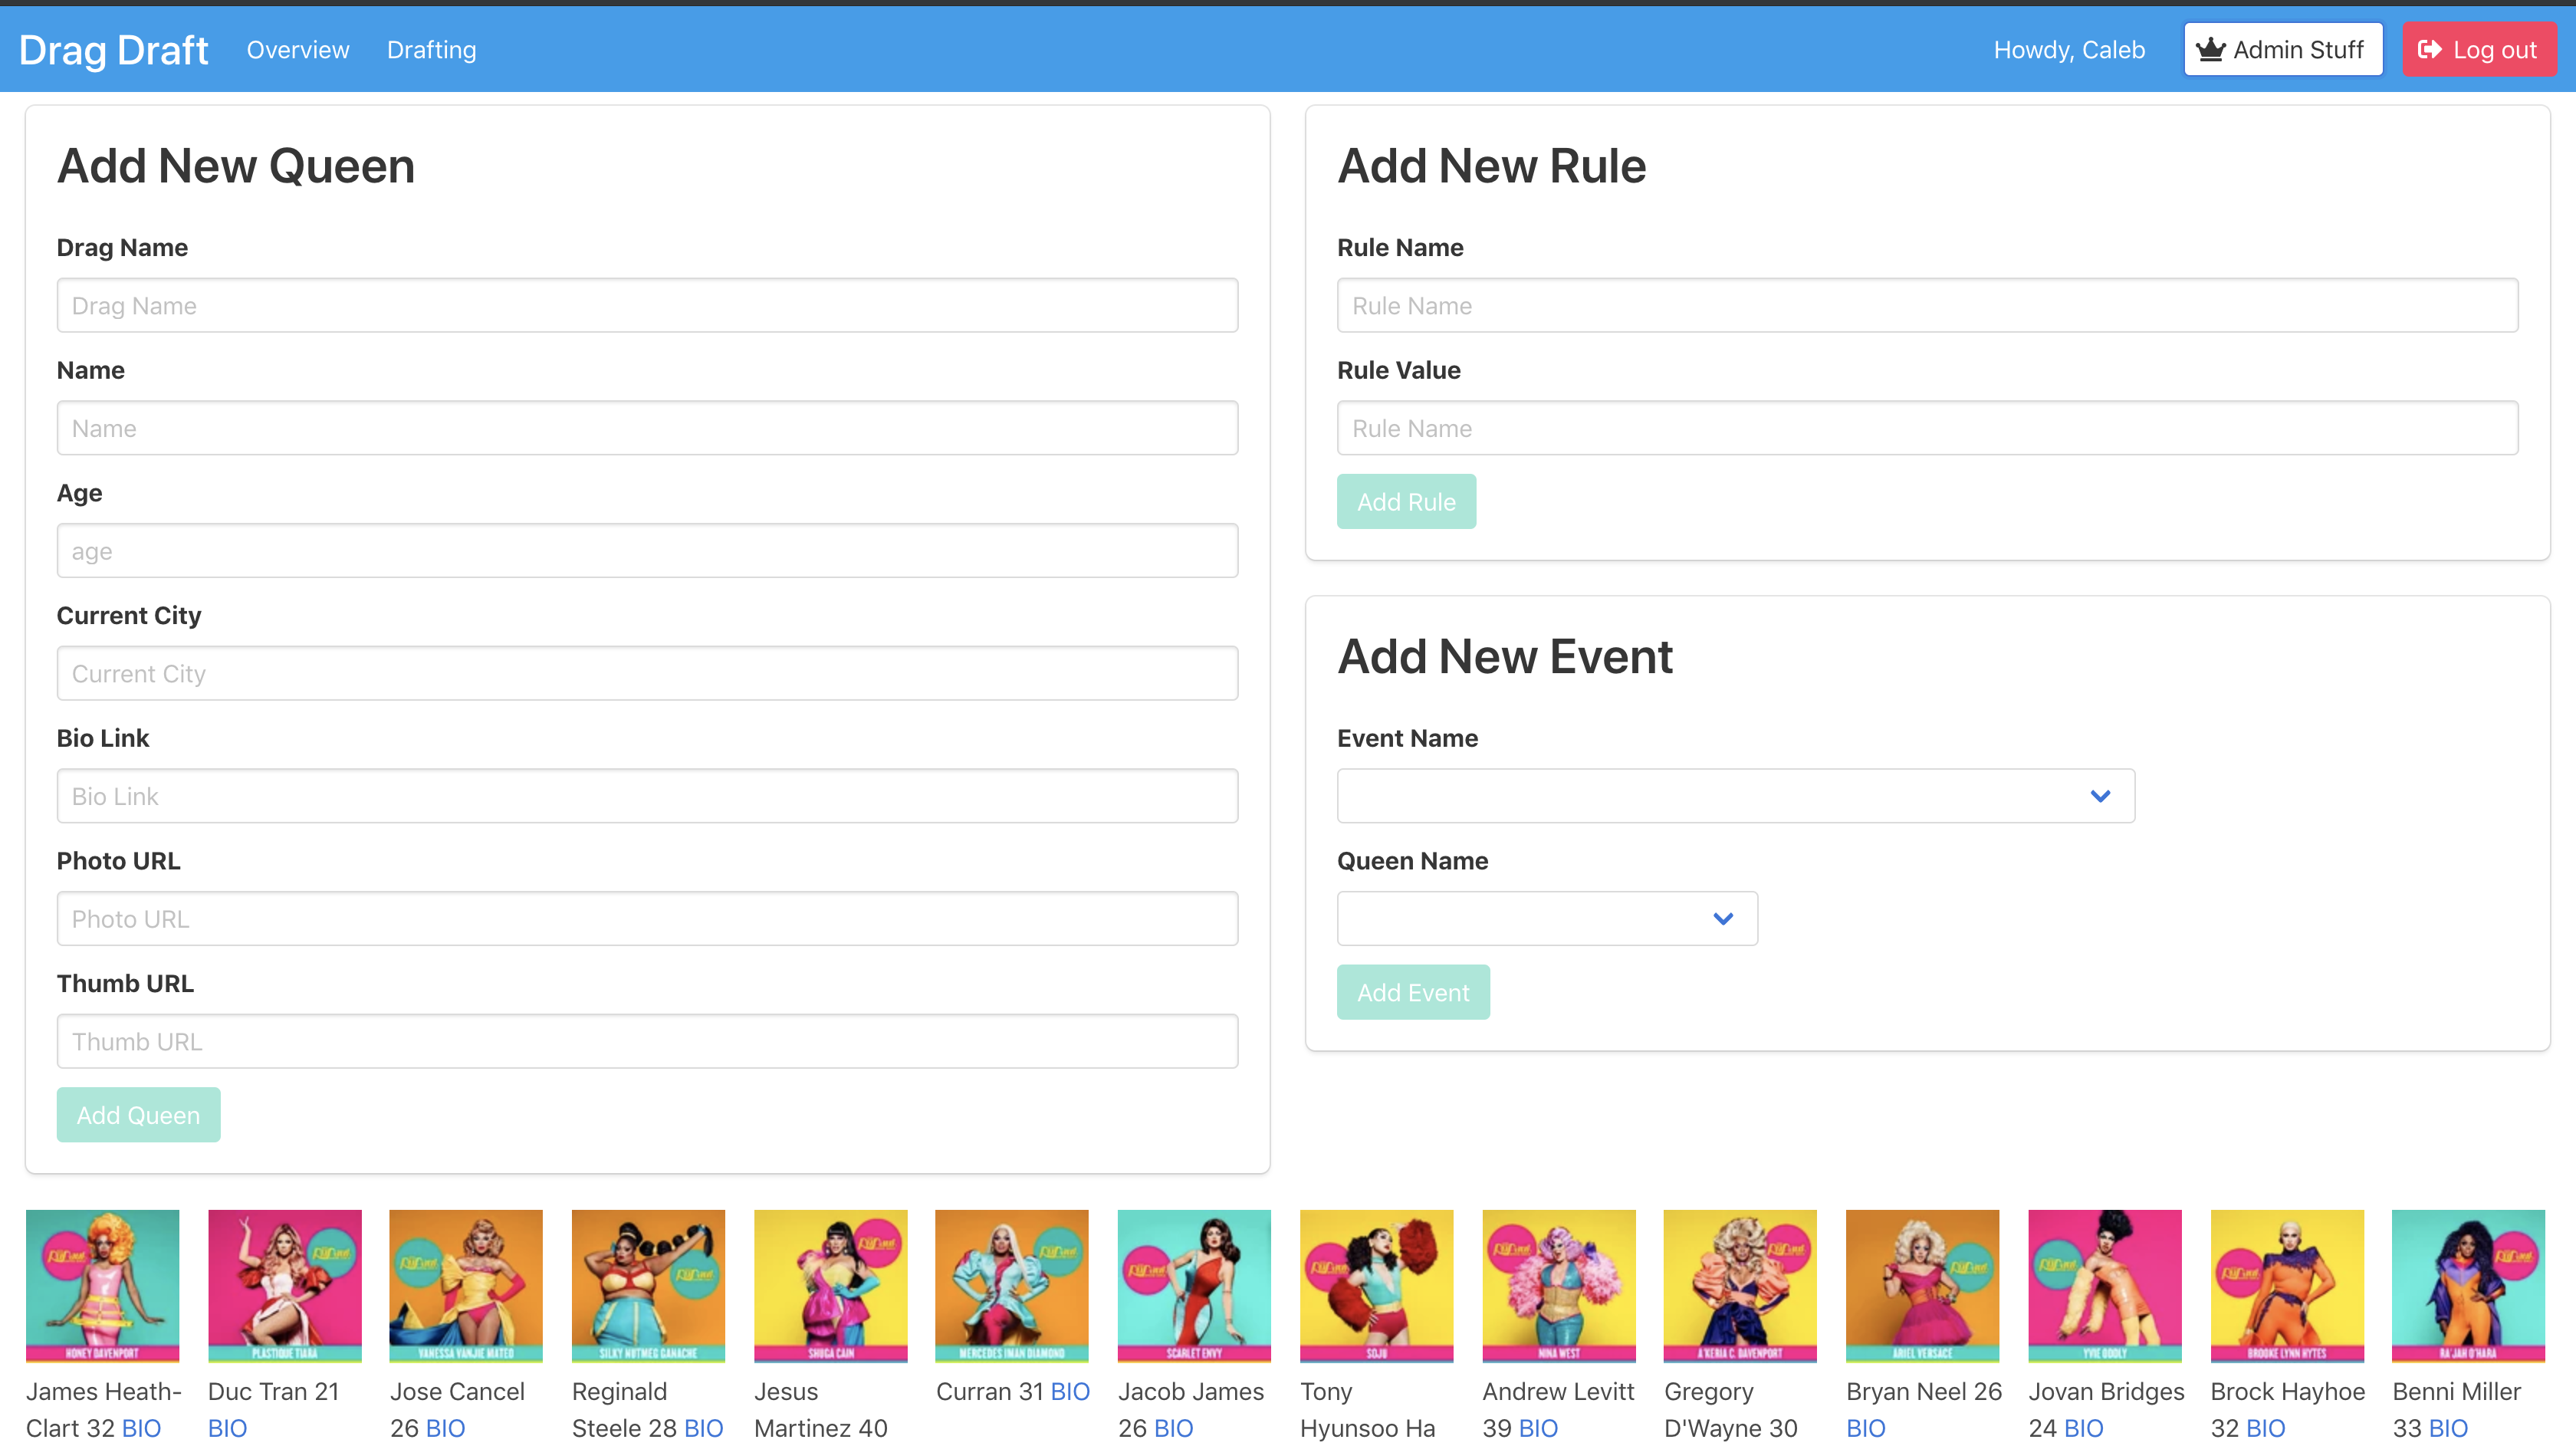 Drag Draft
Overview
Drafting
Howdy, Caleb
Admin Stuff
Log out
Add New Queen
Drag Name
Drag Name
Name
Name
Age
age
Current City
Current City
Bio Link
Bio Link
Photo URL
Photo URL
Thumb URL
Thumb URL
Add Queen
Add New Rule
Rule Name
Rule Name
Rule Value
Rule Name
Add Rule
Add New Event
Event Name
Queen Name
Add Event
HONEY DAVENPORT
James Heath-
Clart 32 BIO
PLASTIQUE TIARA
Duc Tran 21
BIO
VANESSA VANJIE MATEO
Jose Cancel
26 BIO
SILKY NUTMEG GANACHE
Reginald
Steele 28 BIO
SHUGA CAIN
Jesus
Martinez 40
MERCEDES IMAN DIAMOND
Curran 31 BIO
SCARLET ENVY
Jacob James
26 BIO
SOJU
Tony
Hyunsoo Ha
NINA WEST
Andrew Levitt
39 BIO
A'KERIA C. DAVENPORT
Gregory
D'Wayne 30
ARIEL VERSACE
Bryan Neel 26
BIO
YVIE ODDLY
Jovan Bridges
24 BIO
BROOKE LYNN HYTES
Brock Hayhoe
32 BIO
RA'JAH O'HARA
Benni Miller
33 BIO